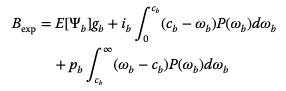 B_exp = E[Ψ_b]g_b + i_b ∫_0^{c_b} (c_b − ω_b)P(ω_b)dω_b
+ p_b ∫_{c_b}^∞ (ω_b − c_b)P(ω_b)dω_b